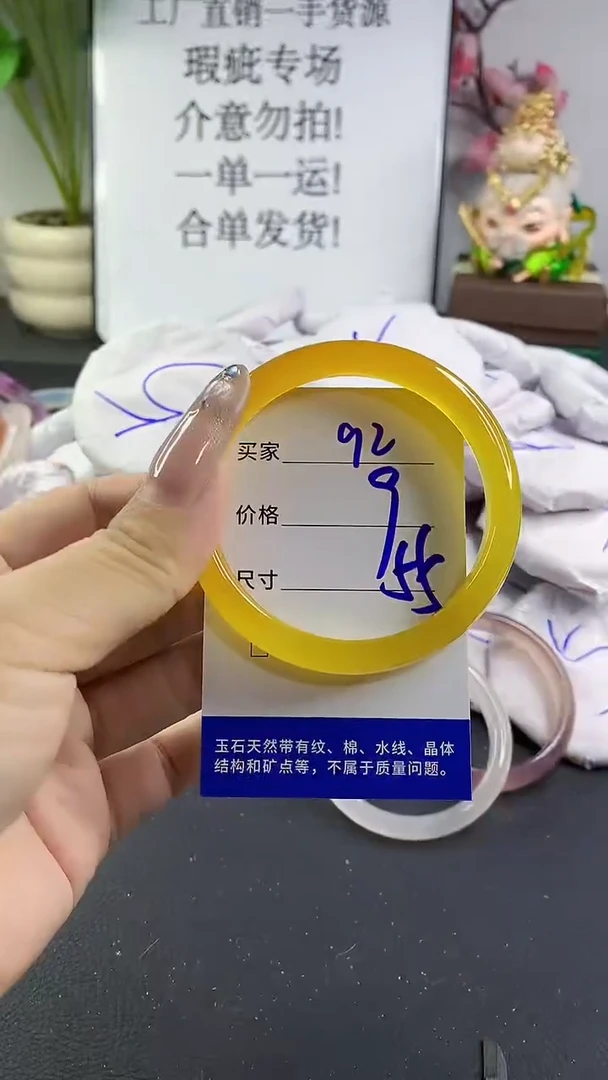 工厂直销一手货源
瑕疵专场
介意勿拍!
一单一运!
合单发货!
买家 92
价格 9
尺寸 55
玉石天然带有纹、棉、水线、晶体
结构和矿点等，不属于质量问题。